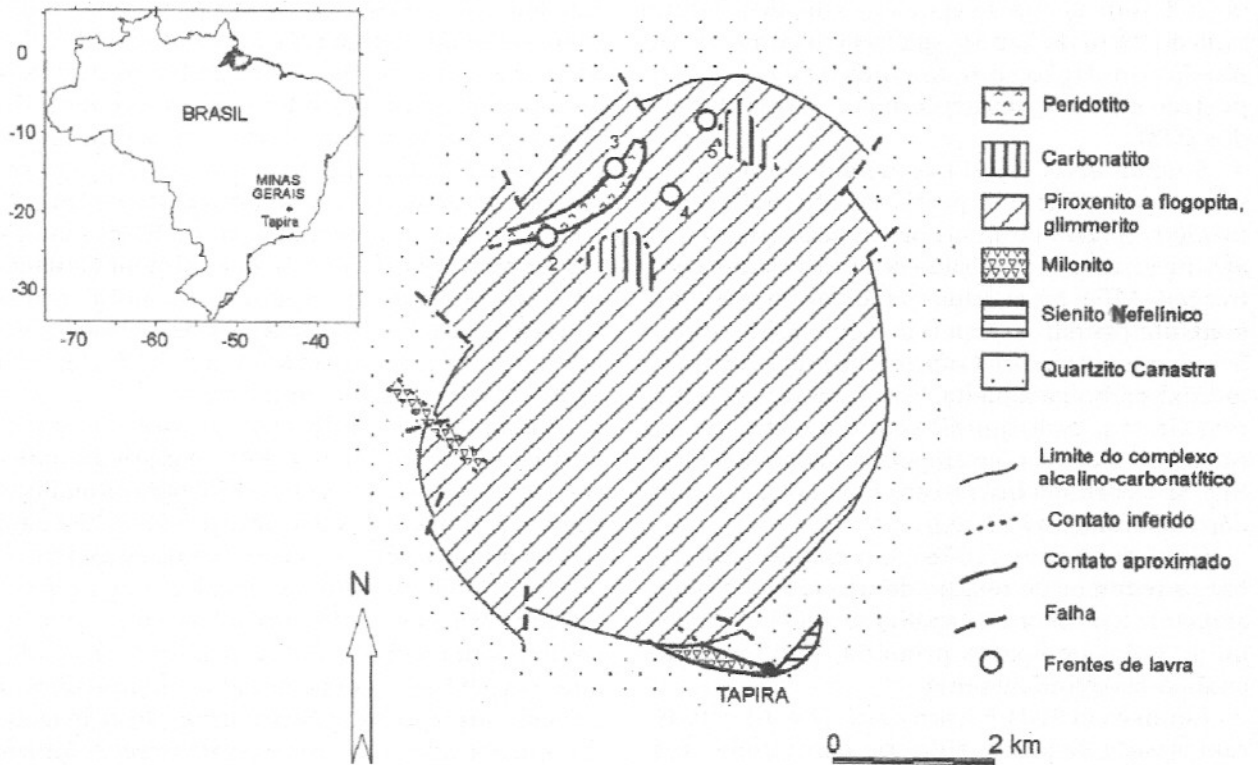 0
-10
-20
-30
-70
-60
-50
-40
BRASIL
MINAS
GERAIS
Tapira
3
5
4
2
TAPIRA
N
0
2 km
Peridotito
Carbonatito
Piroxenito a flogopita,
glimmerito
Milonito
Sienito Nefelínico
Quartzito Canastra
Limite do complexo
alcalino-carbonatítico
Contato inferido
Contato aproximado
Falha
Frentes de lavra